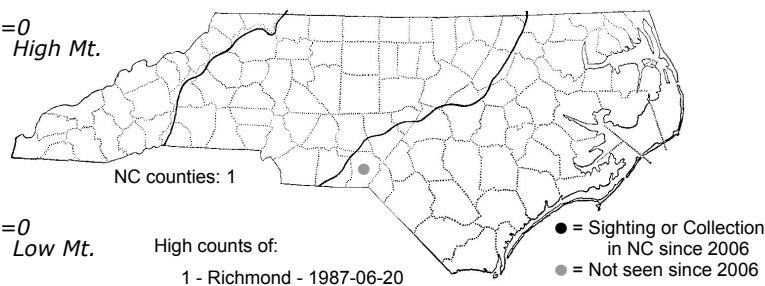 =0
High Mt.
NC counties: 1
=0
Low Mt.
High counts of:
1 - Richmond - 1987-06-20
● = Sighting or Collection
in NC since 2006
● = Not seen since 2006